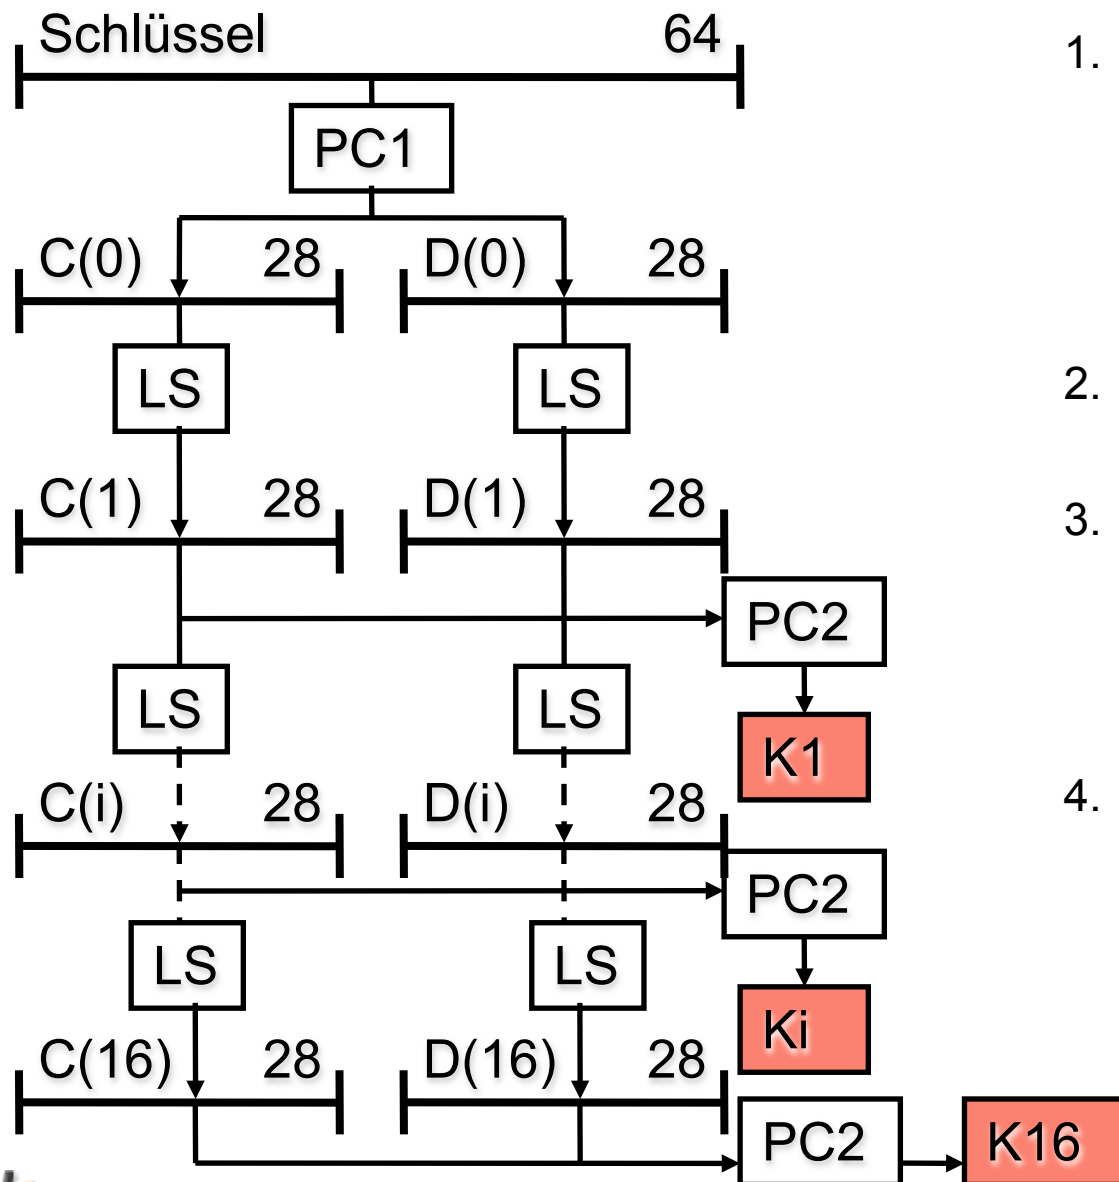 Schlüssel 64
1.
PC1
C(0) 28 D(0) 28
LS LS
2.
C(1) 28 D(1) 28
3.
PC2
LS LS
K1
C(i) 28 D(i) 28
4.
PC2
LS LS
Ki
C(16) 28 D(16) 28
PC2 K16